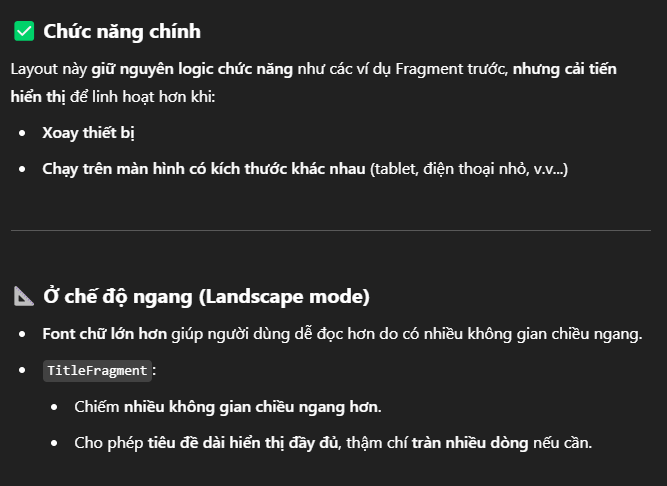 ✅ Chức năng chính
Layout này giữ nguyên logic chức năng như các ví dụ Fragment trước, nhưng cải tiến
hiển thị để linh hoạt hơn khi:
• Xoay thiết bị
• Chạy trên màn hình có kích thước khác nhau (tablet, điện thoại nhỏ, v.v...)
📐 Ở chế độ ngang (Landscape mode)
• Font chữ lớn hơn giúp người dùng dễ đọc hơn do có nhiều không gian chiều ngang.
• TitleFragment:
• Chiếm nhiều không gian chiều ngang hơn.
• Cho phép tiêu đề dài hiển thị đầy đủ, thậm chí tràn nhiều dòng nếu cần.